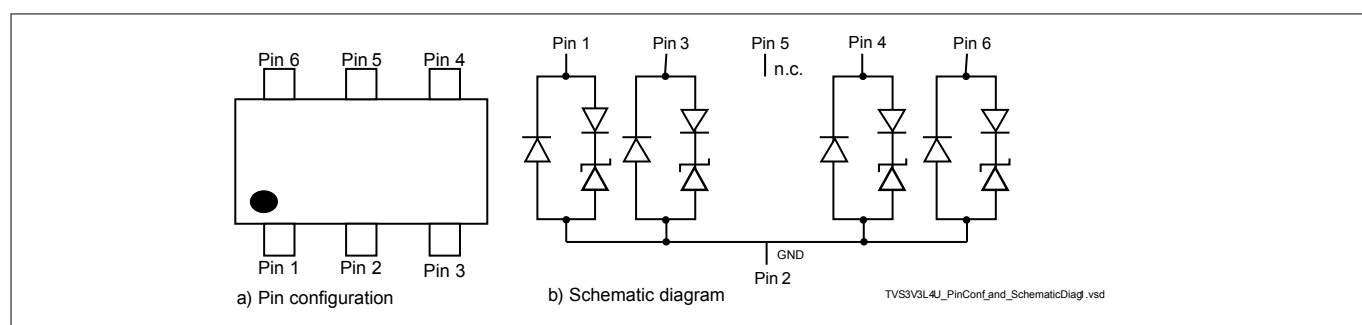 Pin 6 Pin 5 Pin 4
Pin 1 Pin 2 Pin 3
a) Pin configuration
Pin 1 Pin 3 Pin 5 Pin 4 Pin 6
n.c.
GND
Pin 2
b) Schematic diagram
TVS3V3L4U_PinConf_and_SchematicDiagr.vsd